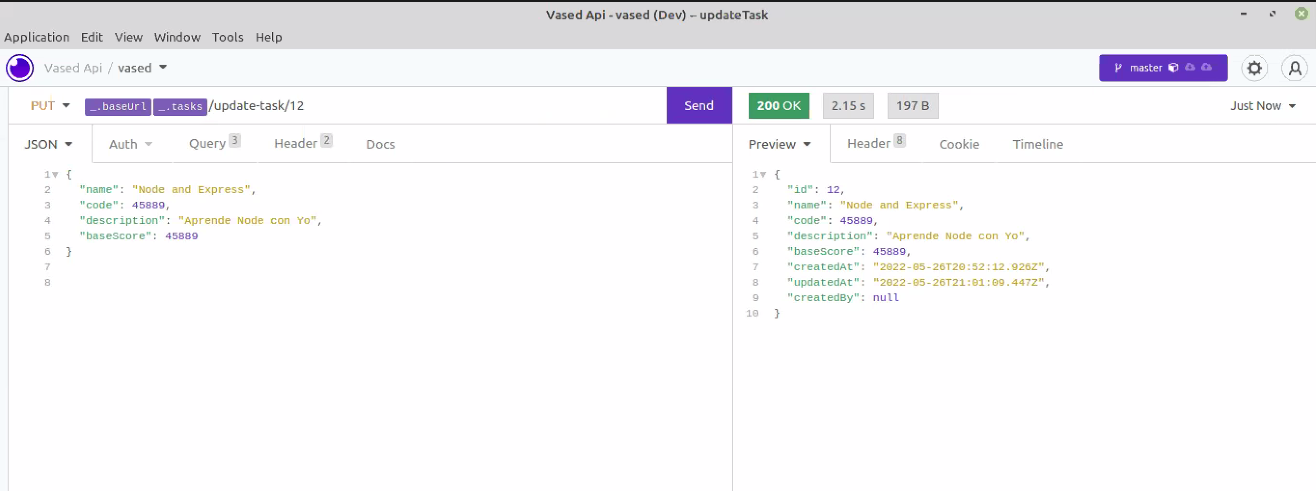 Vased Api - vased (Dev) – updateTask
Application Edit View Window Tools Help
Vased Api / vased
master
PUT _.baseUrl _.tasks /update-task/12 Send
200 OK 2.15 s 197 B Just Now
JSON Auth Query 3 Header 2 Docs
Preview Header 8 Cookie Timeline
1 {
2 "name": "Node and Express",
3 "code": 45889,
4 "description": "Aprende Node con Yo",
5 "baseScore": 45889
6 }
7
8
1 {
2 "id": 12,
3 "name": "Node and Express",
4 "code": 45889,
5 "description": "Aprende Node con Yo",
6 "baseScore": 45889,
7 "createdAt": "2022-05-26T20:52:12.926Z",
8 "updatedAt": "2022-05-26T21:01:09.447Z",
9 "createdBy": null
10 }